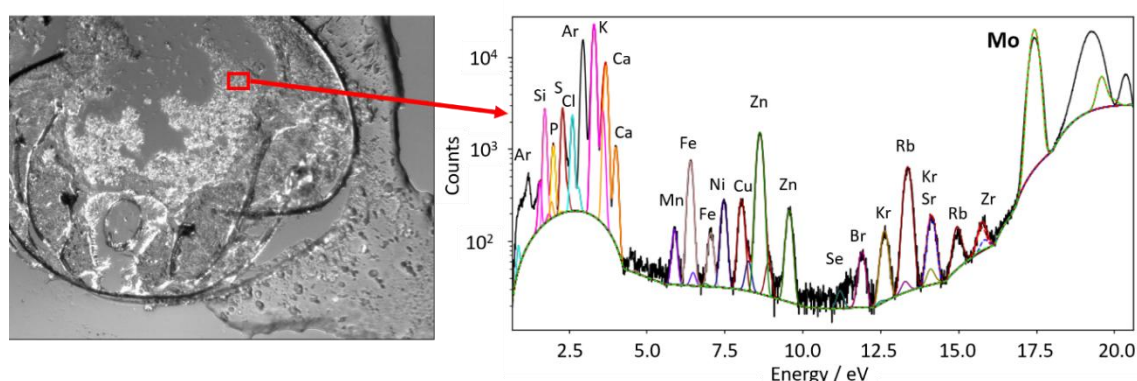 10⁴
10³
10²
Counts
Ar
Si
P
S
Cl
Ar
K
Ca
Ca
Mn
Fe
Fe
Ni
Cu
Zn
Zn
Se
Br
Kr
Rb
Kr
Sr
Rb
Zr
Mo
2.5 5.0 7.5 10.0 12.5 15.0 17.5 20.0
Energy / eV